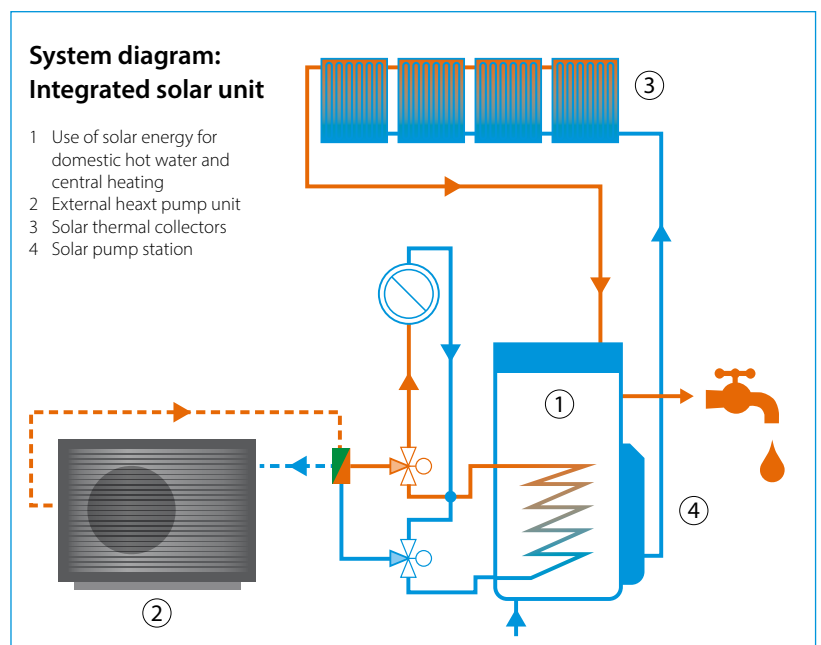 System diagram:
Integrated solar unit
1 Use of solar energy for
domestic hot water and
central heating
2 External heaxt pump unit
3 Solar thermal collectors
4 Solar pump station
3
1
4
2